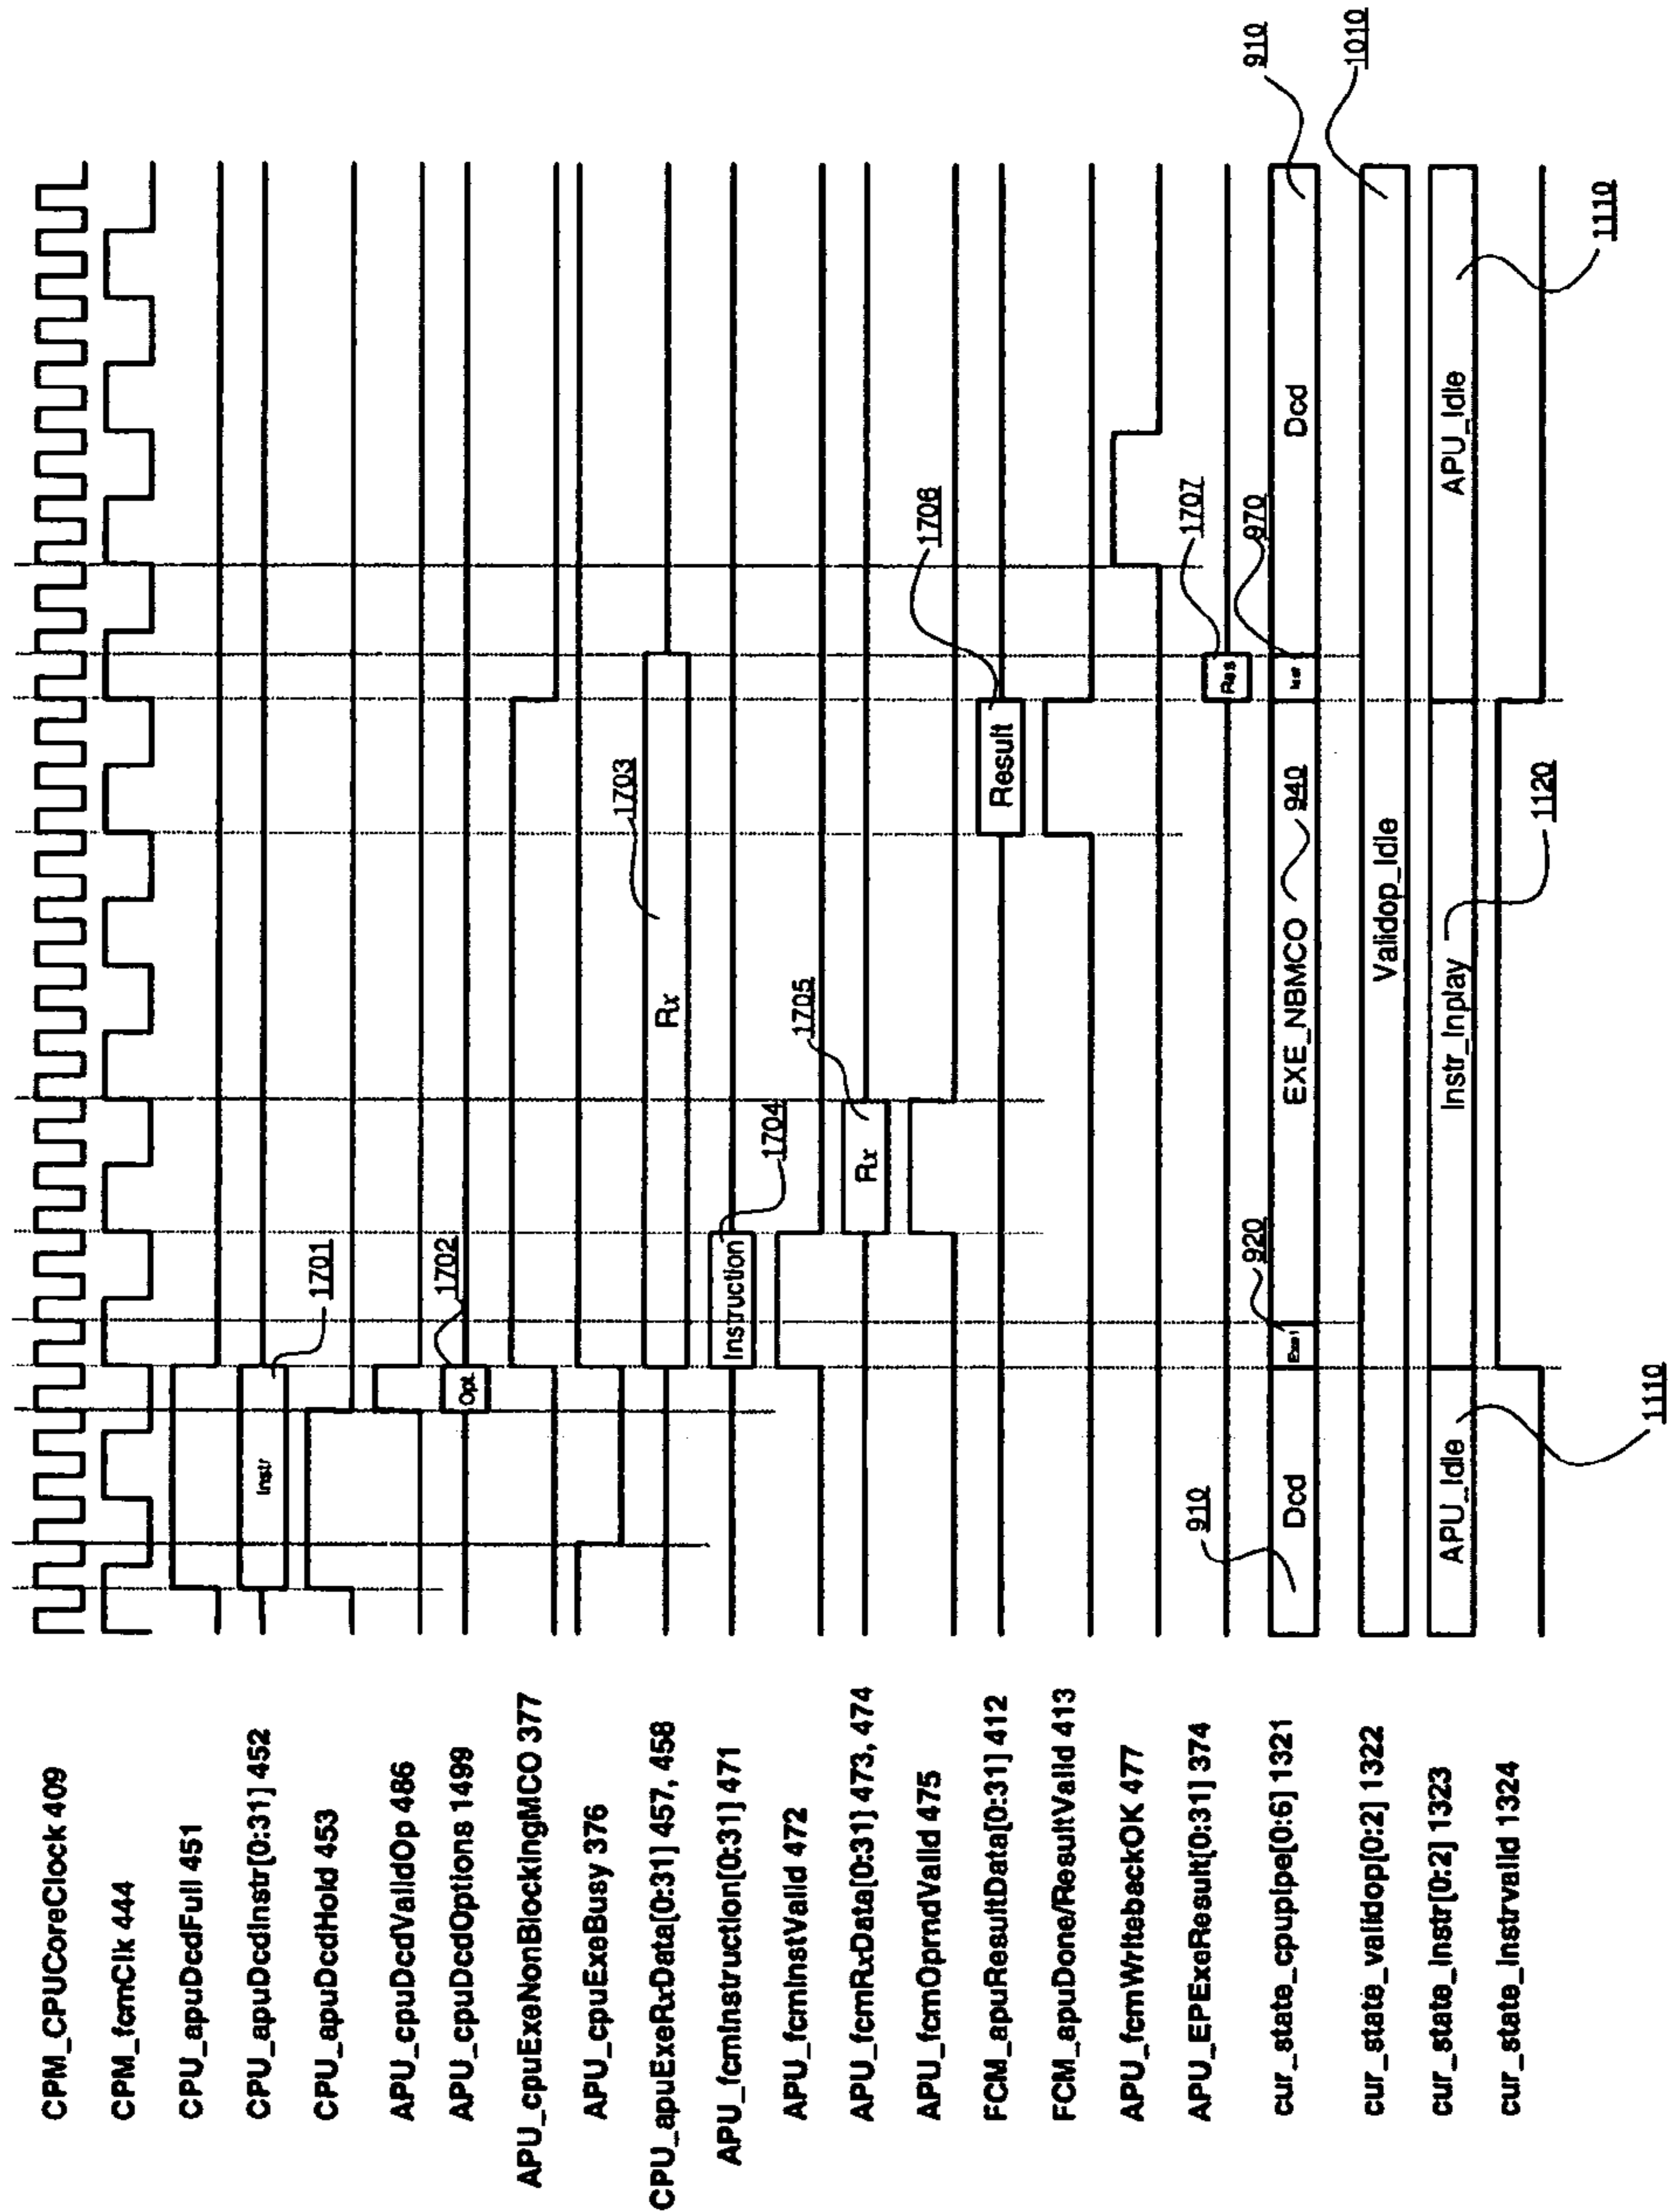 CPM_CPUCoreClock 409
CPM_fcmClk 444
CPU_apuDcdFull 451
CPU_apuDcdInstr[0:31] 452
Instr
1701
CPU_apuDcdHold 453
APU_cpuDcdValidOp 486
APU_cpuDcdOptions 1499
Opt
1702
APU_cpuExeNonBlockingMCO 377
APU_cpuExeBusy 376
CPU_apuExeRxData[0:31] 457, 458
Rx
1703
APU_fcmInstruction[0:31] 471
Instruction
1704
APU_fcmInstValid 472
APU_fcmRxData[0:31] 473, 474
Rx
1705
APU_fcmOprndValid 475
FCM_apuResultData[0:31] 412
Result
1706
FCM_apuDone/ResultValid 413
APU_fcmWritebackOK 477
APU_EPExeResult[0:31] 374
Res
1707
cur_state_cpupipe[0:6] 1321
910
Dcd
Exe1
920
EXE_NBMCO
940
970
Dcd
910
cur_state_validop[0:2] 1322
Validop_Idle
1010
cur_state_instr[0:2] 1323
APU_Idle
1110
Instr_Inplay
1120
APU_Idle
1110
cur_state_instrvalid 1324